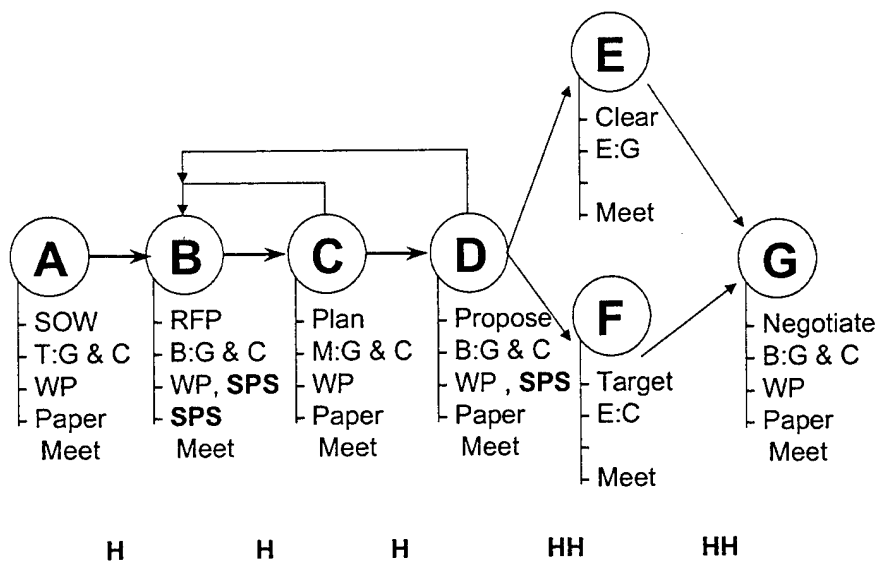 A
SOW
T:G & C
WP
Paper
Meet
B
RFP
B:G & C
WP, SPS
SPS
Meet
C
Plan
M:G & C
WP
Paper
Meet
D
Propose
B:G & C
WP , SPS
Paper
Meet
E
Clear
E:G
Meet
F
Target
E:C
Meet
G
Negotiate
B:G & C
WP
Paper
Meet
H H H HH HH